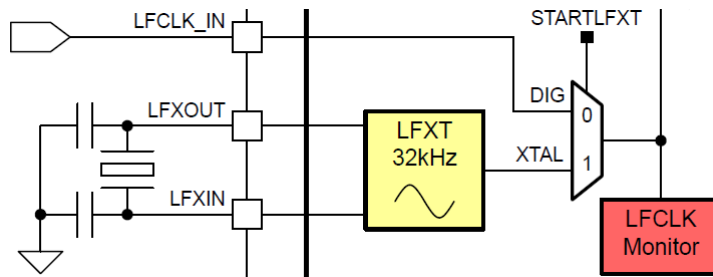 LFCLK_IN
STARTLFXT
DIG
0
LFXOUT
LFXT
32kHz
XTAL
1
LFXIN
LFCLK
Monitor